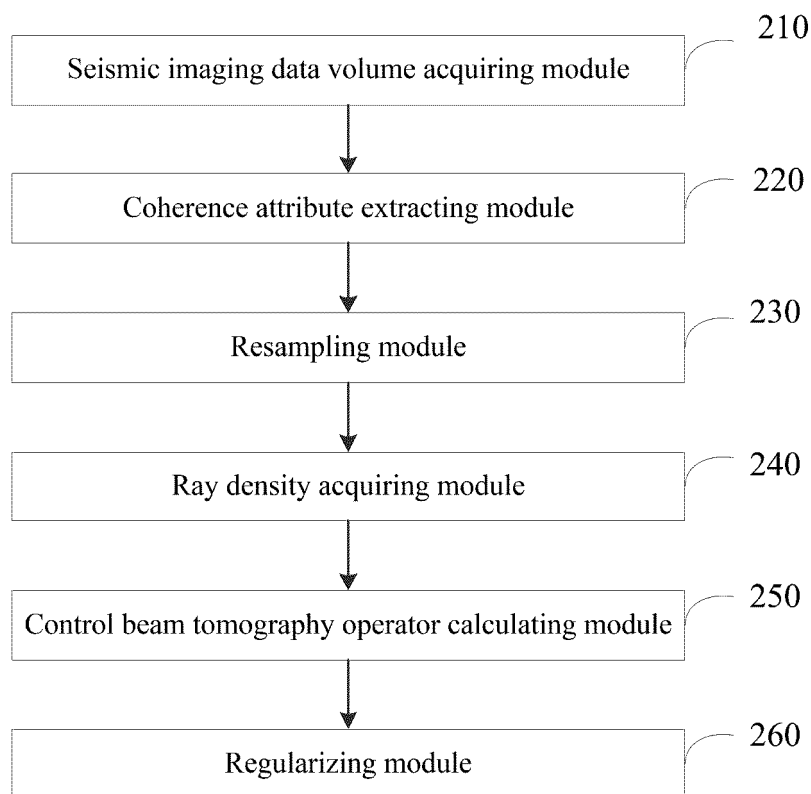 210
Seismic imaging data volume acquiring module
220
Coherence attribute extracting module
230
Resampling module
240
Ray density acquiring module
250
Control beam tomography operator calculating module
260
Regularizing module